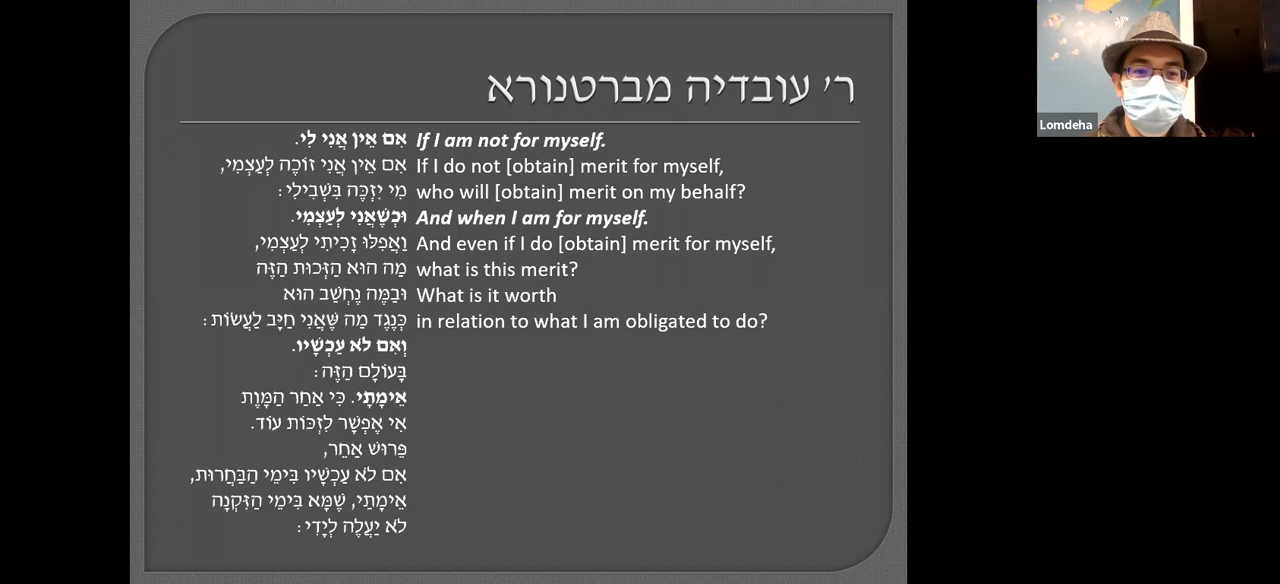 ר׳ עובדיה מברטנורא
אִם אֵין אֲנִי לִי. If I am not for myself.
אִם אֵין אֲנִי זוֹכֶה לְעַצְמִי, If I do not [obtain] merit for myself,
מִי יִזְכֶּה בִּשְׁבִילִי: who will [obtain] merit on my behalf?
וּכְשֶׁאֲנִי לְעַצְמִי. And when I am for myself.
וַאֲפִלּוּ זָכִיתִי לְעַצְמִי, And even if I do [obtain] merit for myself,
מַה הוּא הַזְּכוּת הַזֶּה what is this merit?
וּבַמֶּה נֶחְשַׁב הוּא What is it worth
כְּנֶגֶד מַה שֶּׁאֲנִי חַיָּב לַעֲשׂוֹת: in relation to what I am obligated to do?
וְאִם לֹא עַכְשָׁיו.
בָּעוֹלָם הַזֶּה:
אֵימָתַי. כִּי אַחַר הַמָּוֶת
אִי אֶפְשָׁר לִזְכּוֹת עוֹד.
פֵּרוּשׁ אַחֵר,
אִם לֹא עַכְשָׁיו בִּימֵי הַבַּחֲרוּת,
אֵימָתַי, שֶׁמָּא בִּימֵי הַזִּקְנָה
לֹא יַעֲלֶה לְיָדִי:
Lomdeha